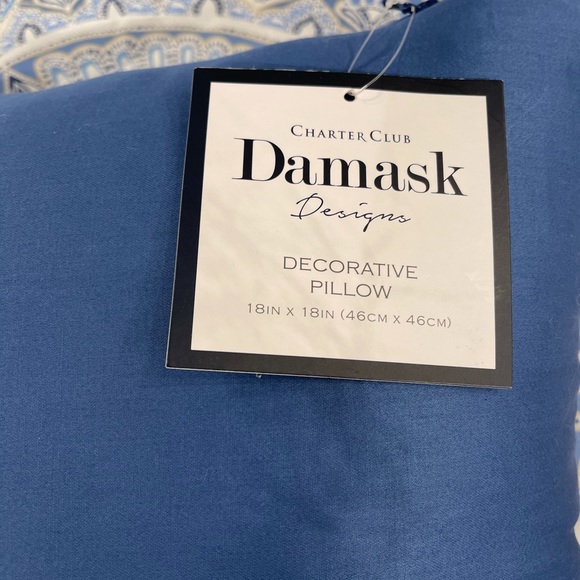 CHARTER CLUB
Damask
Designs
DECORATIVE
PILLOW
18IN X 18IN (46CM X 46CM)